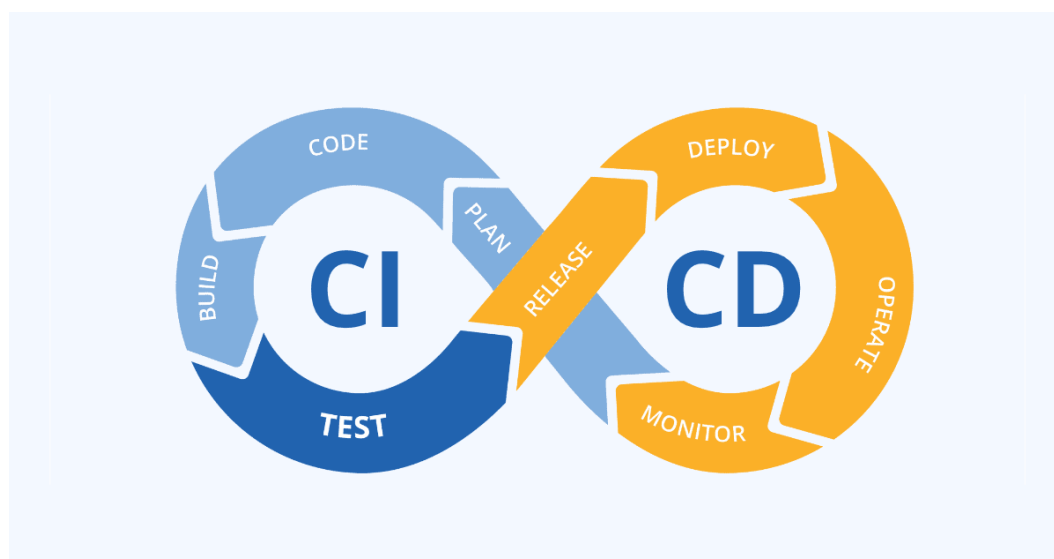 CODE
DEPLOY
PLAN
BUILD
CI
RELEASE
CD
OPERATE
TEST
MONITOR